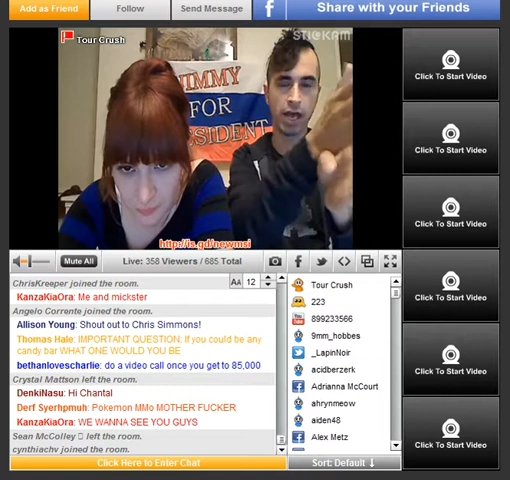 Add as Friend
Follow
Send Message
f
Share with your Friends
Tour Crush
STICKAM
JIMMY
FOR
ESIDENT
http://is.gd/newmsi
Click To Start Video
Click To Start Video
Click To Start Video
Click To Start Video
Click To Start Video
Click To Start Video
Mute All
Live: 358 Viewers / 685 Total
ChrisKreeper joined the room.
AA 12
KanzaKiaOra: Me and mickster
Angelo Corrente joined the room.
Allison Young: Shout out to Chris Simmons!
Thomas Hale: IMPORTANT QUESTION: If you could be any
candy bar WHAT ONE WOULD YOU BE
bethanlovescharlie: do a video call once you get to 85,000
Crystal Mattson left the room.
DenkiNasu: Hi Chantal
Derf Syerhpmuh: Pokemon MMo MOTHER FUCKER
KanzaKiaOra: WE WANNA SEE YOU GUYS
Sean McColley left the room.
cynthiachv joined the room.
Click Here to Enter Chat
Tour Crush
223
899233566
9mm_hobbes
_LapinNoir
acidberzerk
Adrianna McCourt
ahrynmeow
aiden48
Alex Metz
Sort: Default ↓